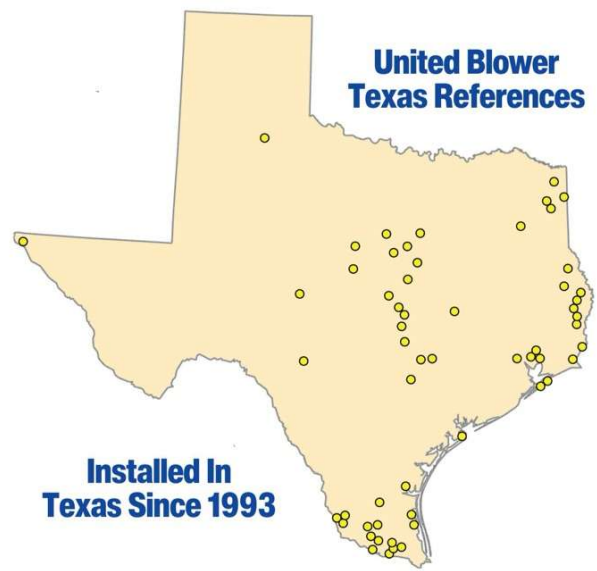 United Blower
Texas References
Installed In
Texas Since 1993